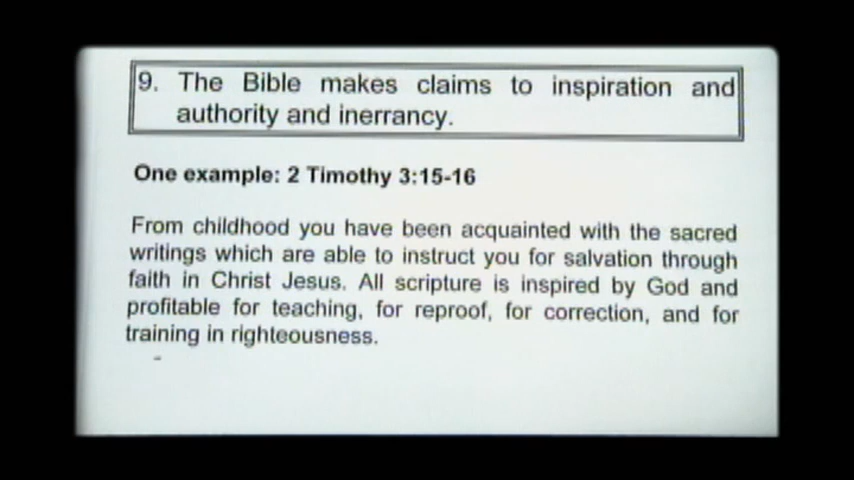 9. The Bible makes claims to inspiration and
authority and inerrancy.
One example: 2 Timothy 3:15-16
From childhood you have been acquainted with the sacred
writings which are able to instruct you for salvation through
faith in Christ Jesus. All scripture is inspired by God and
profitable for teaching, for reproof, for correction, and for
training in righteousness.